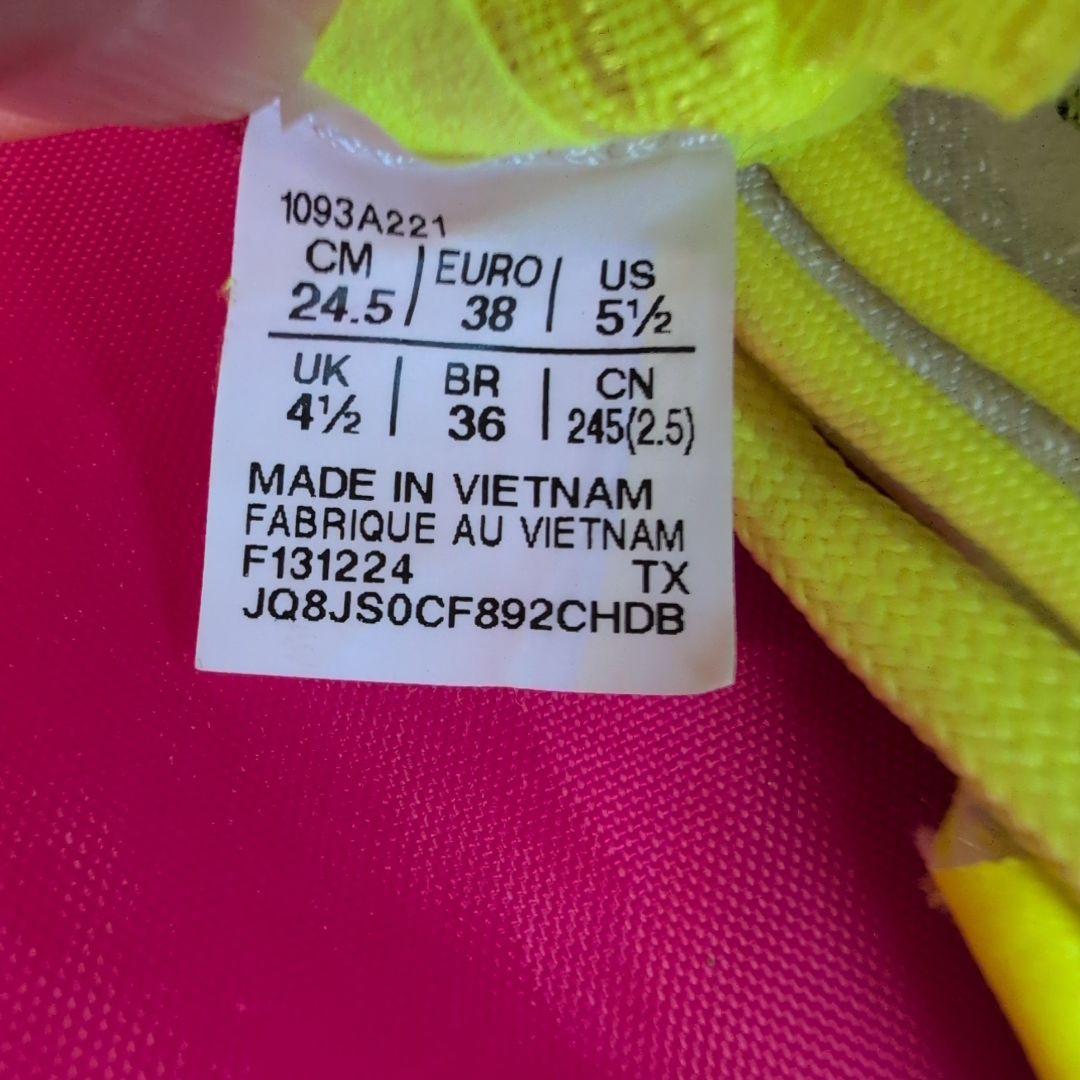 1093A221
CM | EURO | US
24.5 | 38 | 5½
UK | BR | CN
4½ | 36 | 245(2.5)
MADE IN VIETNAM
FABRIQUE AU VIETNAM
F131224 TX
JQ8JS0CF892CHDB